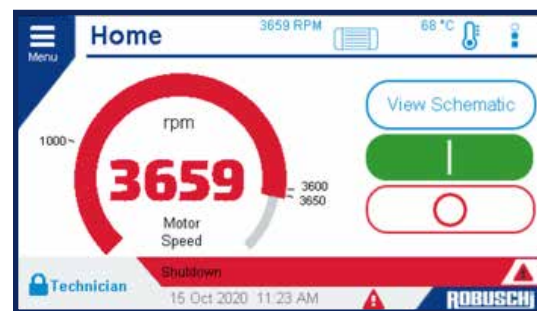 Menu
Home
3659 RPM
68 °C
rpm
1000
3659
3600
3650
Motor
Speed
View Schematic
Technician
Shutdown
15 Oct 2020 11:23 AM
ROBUSCHI